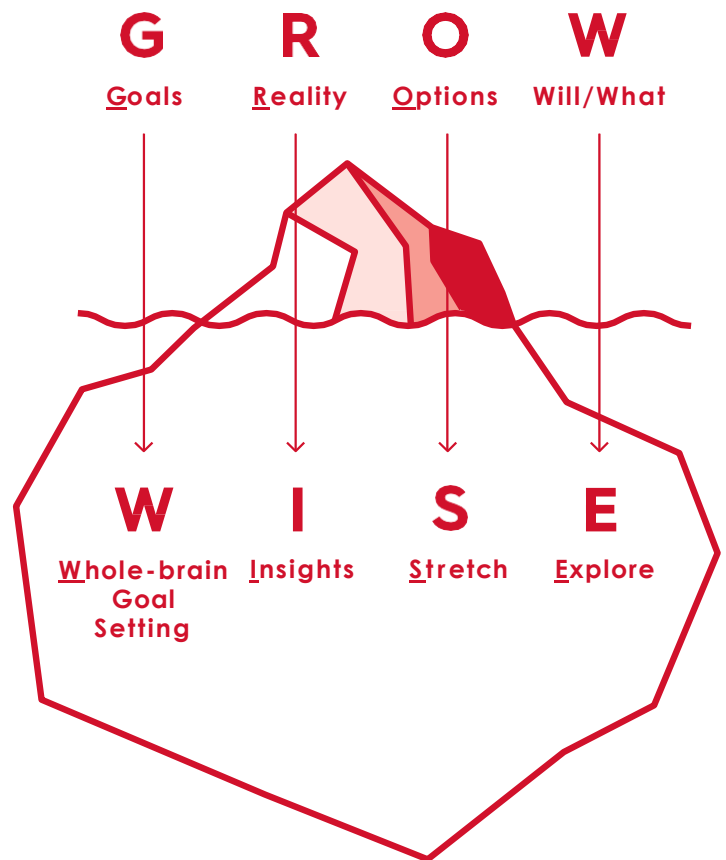 G R O W
Goals Reality Options Will/What
W I S E
Whole-brain Insights Stretch Explore
Goal
Setting